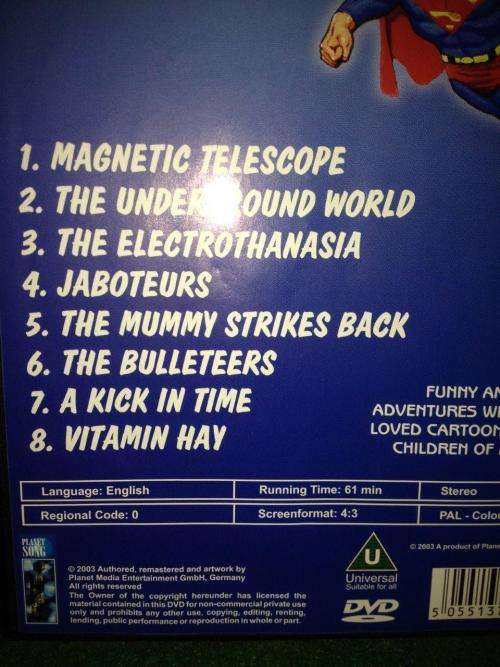 1. MAGNETIC TELESCOPE
2. THE UNDERGROUND WORLD
3. THE ELECTROTHANASIA
4. JABOTEURS
5. THE MUMMY STRIKES BACK
6. THE BULLETEERS
7. A KICK IN TIME
8. VITAMIN HAY
FUNNY AN
ADVENTURES WI
LOVED CARTOON
CHILDREN OF
Language: English
Running Time: 61 min
Stereo
Regional Code: 0
Screenformat: 4:3
PAL - Colou
PLANET
SONG
© 2003 Authored, remastered and artwork by
Planet Media Entertainment GmbH, Germany
All rights reserved
The Owner of the copyright hereunder has licensed the
material contained in this DVD for non-commercial private use
only and prohibits any other use, copying, editing, renting,
lending, public performance or reproduction in whole or part.
U
Universal
Suitable for all
DVD
© 2003 A product of Plane
5 05513